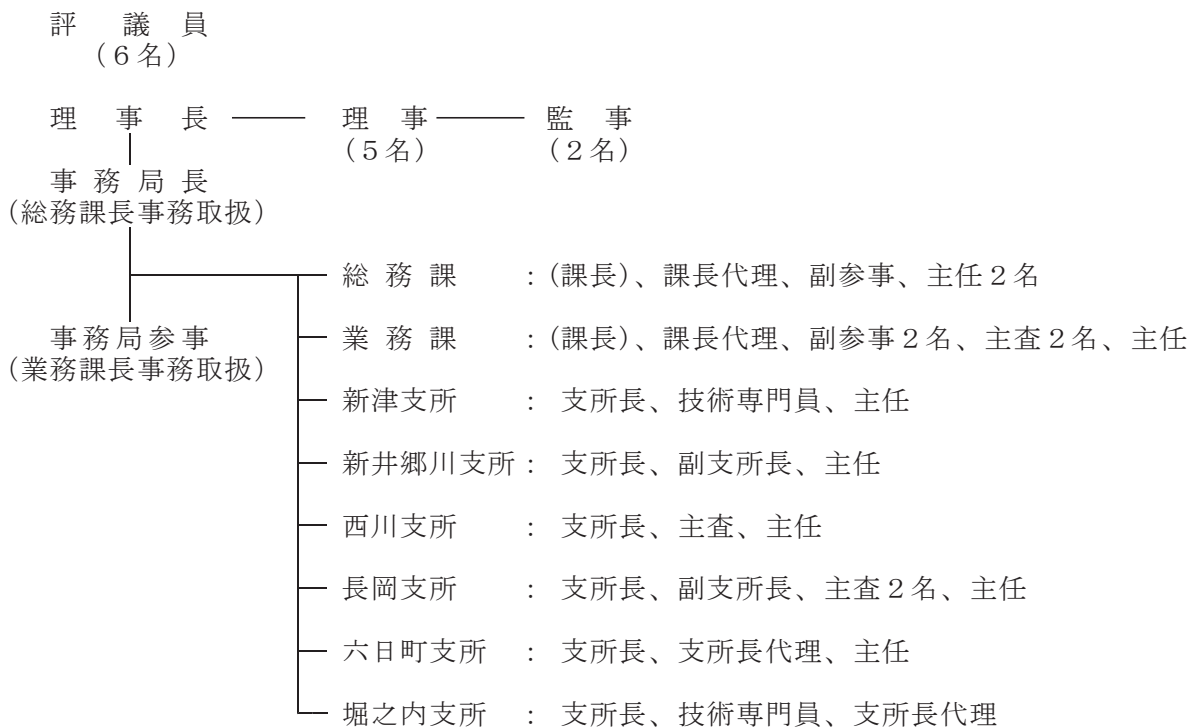 評議員
(6名)
理事長 理事 監事
(5名) (2名)
事務局長
(総務課長事務取扱)
総務課 : (課長)、課長代理、副参事、主任2名
事務局参事
(業務課長事務取扱)
業務課 : (課長)、課長代理、副参事2名、主査2名、主任
新津支所 : 支所長、技術専門員、主任
新井郷川支所 : 支所長、副支所長、主任
西川支所 : 支所長、主査、主任
長岡支所 : 支所長、副支所長、主査2名、主任
六日町支所 : 支所長、支所長代理、主任
堀之内支所 : 支所長、技術専門員、支所長代理